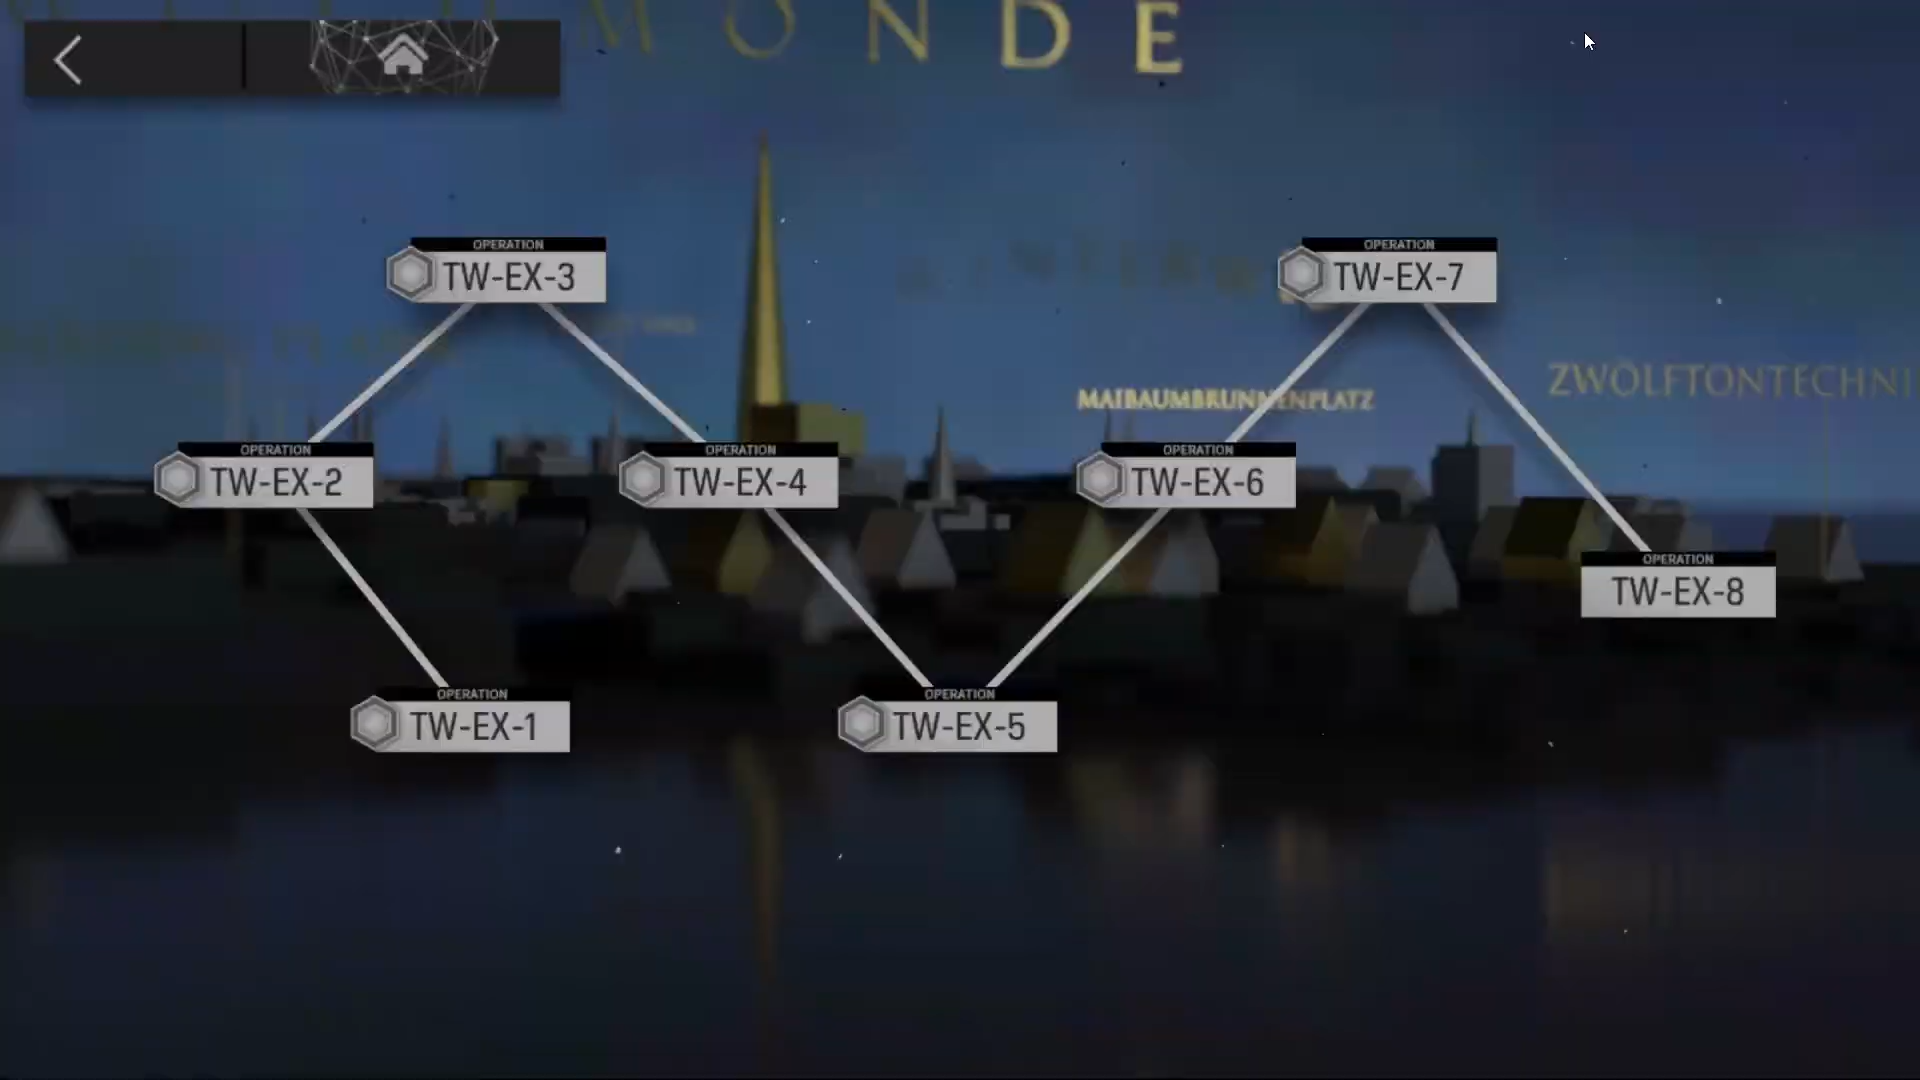 MONDE
OPERATION
TW-EX-3
OPERATION
TW-EX-7
ZWÖLFTONTECHNI
MAIBAUMBRUNNENPLATZ
OPERATION
TW-EX-2
OPERATION
TW-EX-4
OPERATION
TW-EX-6
OPERATION
TW-EX-8
OPERATION
TW-EX-1
OPERATION
TW-EX-5